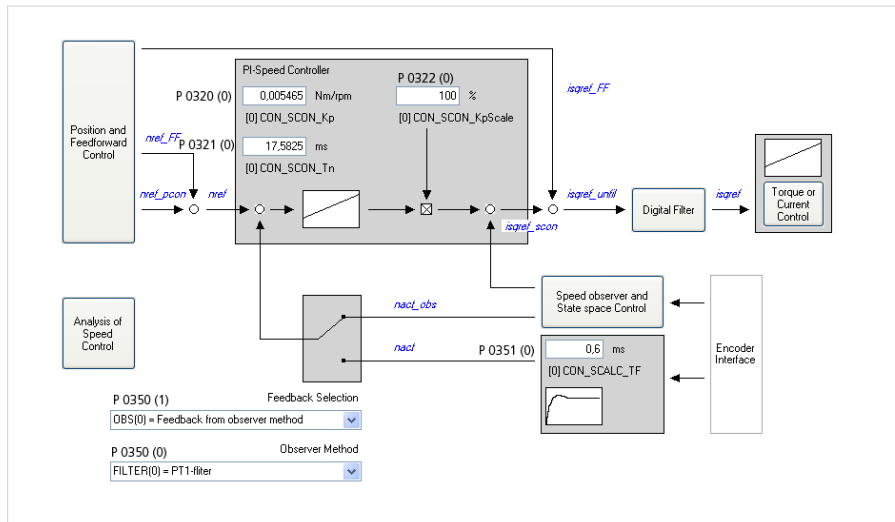 PI-Speed Controller
P 0320 (0)
0,005465 Nm/rpm
[0] CON_SCON_Kp
P 0321 (0)
17,5825 ms
[0] CON_SCON_Tn
P 0322 (0)
100 %
[0] CON_SCON_KpScale
isqref_FF
Position and
Feedforward
Control
nref_FF
nref_pcon
nref
isqref_scon
isqref_unfil
Digital Filter
isqref
Torque or
Current
Control
Analysis of
Speed
Control
nact_obs
nact
Speed observer and
State space Control
P 0351 (0)
0,6 ms
[0] CON_SCALC_TF
Encoder
Interface
P 0350 (1)
Feedback Selection
OBS(0) = Feedback from observer method
P 0350 (0)
Observer Method
FILTER(0) = PT1-fliter